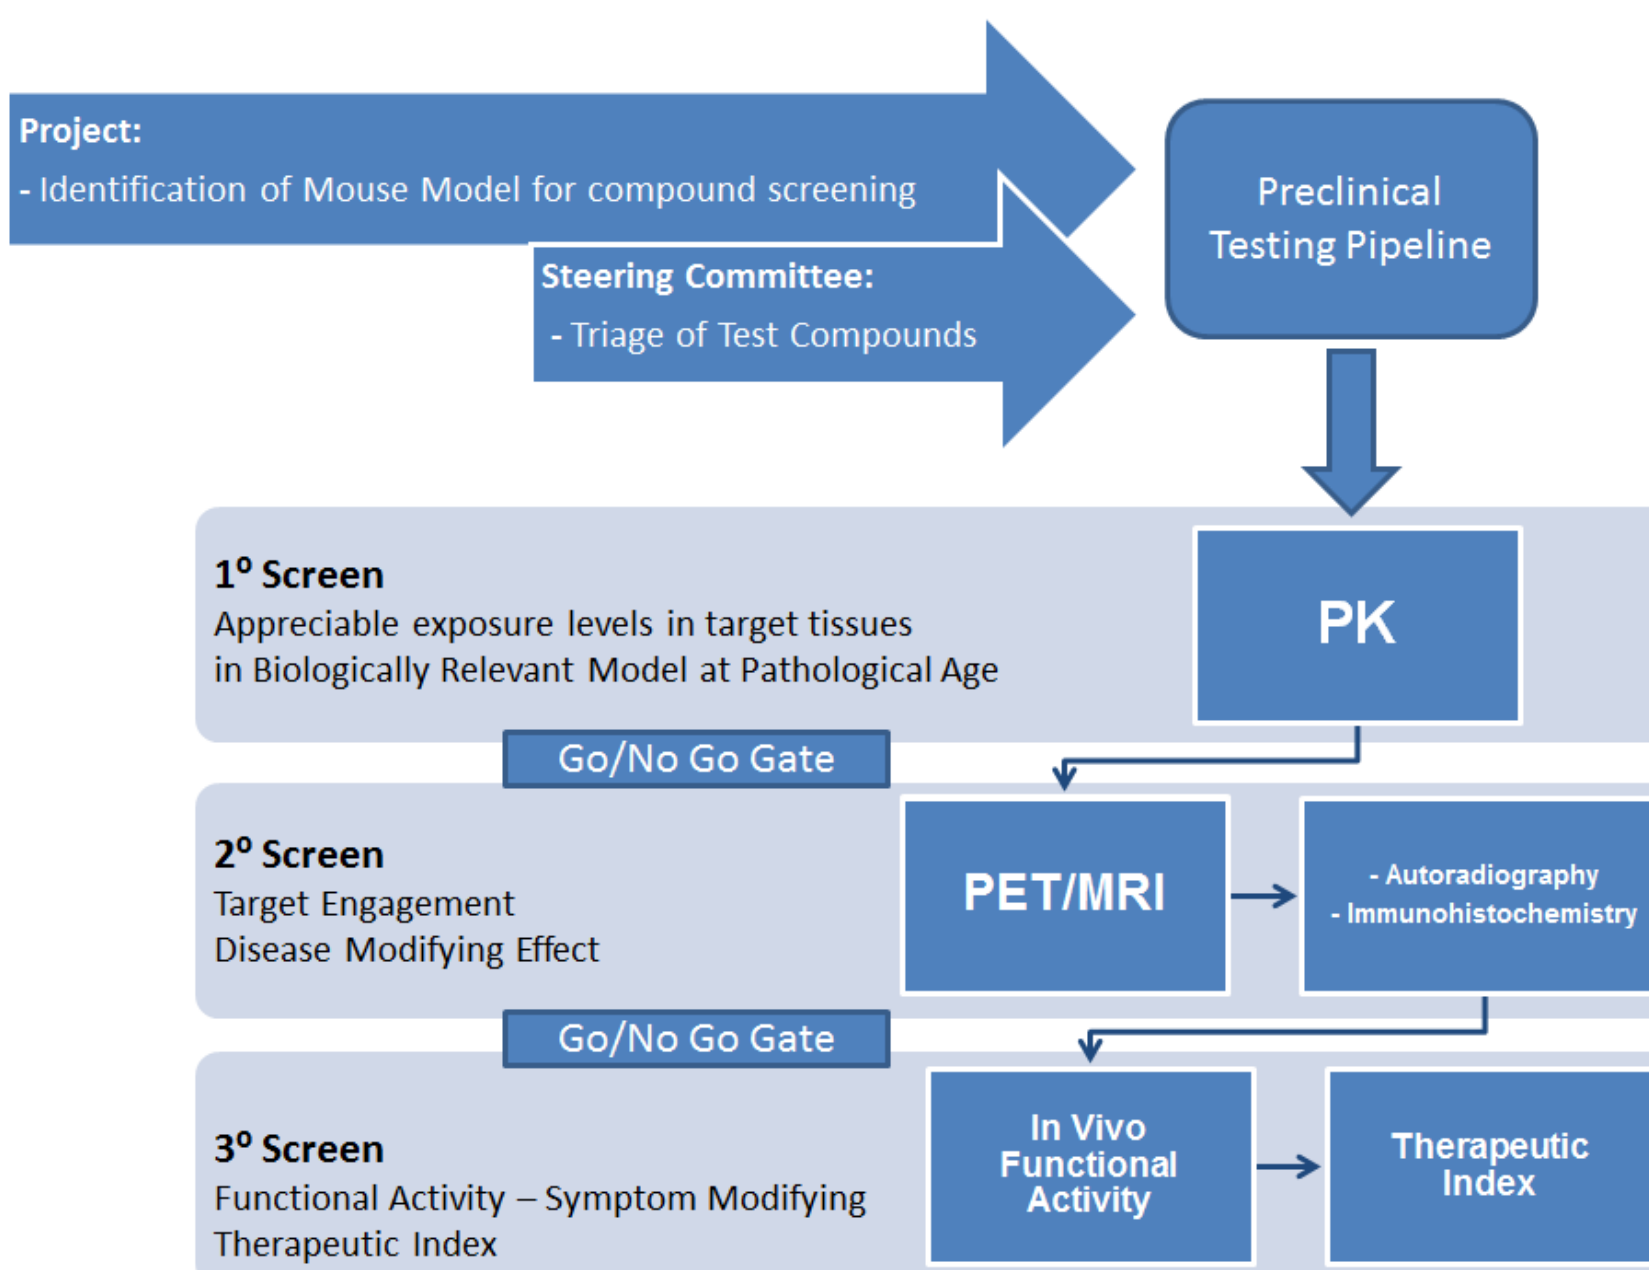 Project:
- Identification of Mouse Model for compound screening
Steering Committee:
- Triage of Test Compounds
Preclinical
Testing Pipeline
1⁰ Screen
Appreciable exposure levels in target tissues
in Biologically Relevant Model at Pathological Age
PK
Go/No Go Gate
2⁰ Screen
Target Engagement
Disease Modifying Effect
PET/MRI
- Autoradiography
- Immunohistochemistry
Go/No Go Gate
3⁰ Screen
Functional Activity – Symptom Modifying
Therapeutic Index
In Vivo
Functional
Activity
Therapeutic
Index